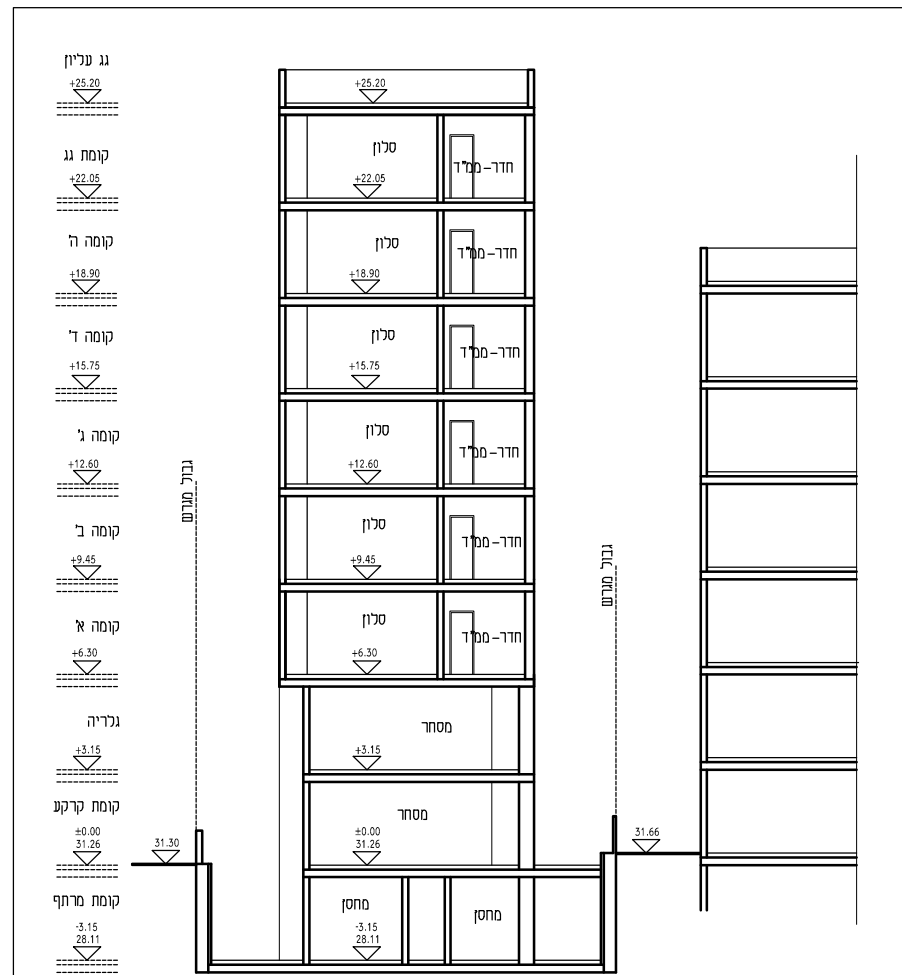 גג עליון
+25.20
+25.20
סלון
קומת גג
חדר-ממ"ד
+22.05
+22.05
קומה ה'
סלון
חדר-ממ"ד
+18.90
+18.90
קומה ד'
סלון
חדר-ממ"ד
+15.75
+15.75
קומה ג'
סלון
חדר-ממ"ד
+12.60
+12.60
גבול מגרש
קומה ב'
סלון
חדר-ממ"ד
+9.45
+9.45
גבול מגרש
קומה א'
סלון
חדר-ממ"ד
+6.30
+6.30
גלריה
מסחר
+3.15
+3.15
קומת קרקע
מסחר
±0.00
31.26
31.30
±0.00
31.26
31.66
קומת מרתף
מחסן
מחסן
-3.15
28.11
-3.15
28.11